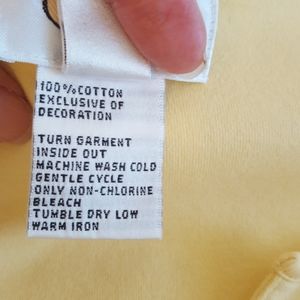 100%COTTON
EXCLUSIVE OF
DECORATION
TURN GARMENT
INSIDE OUT
MACHINE WASH COLD
GENTLE CYCLE
ONLY NON-CHLORINE
BLEACH
TUMBLE DRY LOW
WARM IRON